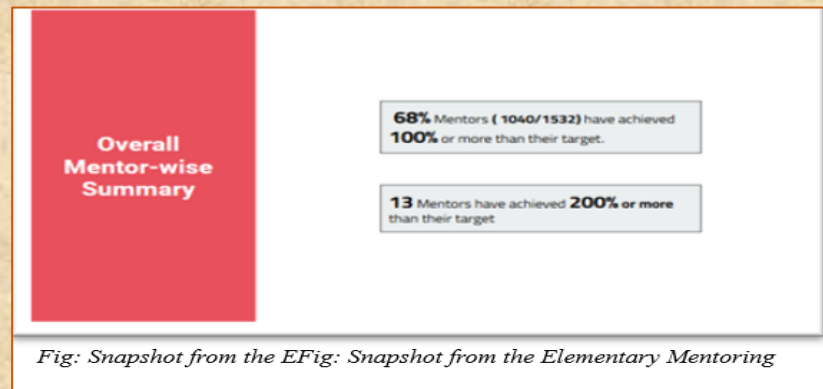 Overall
Mentor-wise
Summary
68% Mentors ( 1040/1532) have achieved
100% or more than their target.
13 Mentors have achieved 200% or more
than their target
Fig: Snapshot from the EFig: Snapshot from the Elementary Mentoring